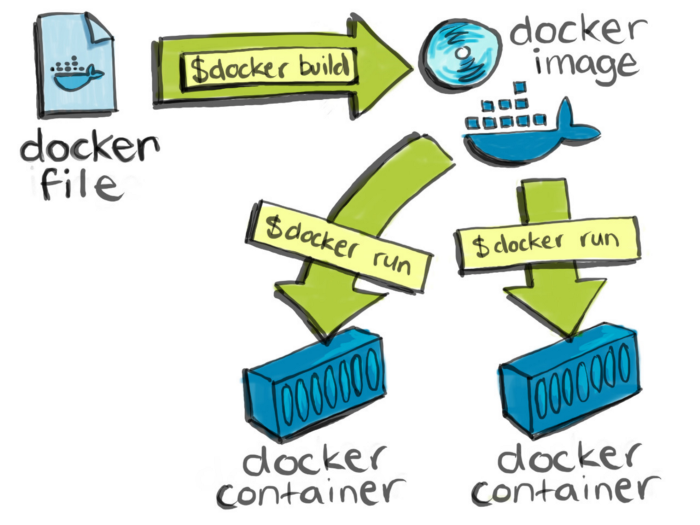 $docker build
docker
image
docker
file
$docker run
$docker run
docker
container
docker
container